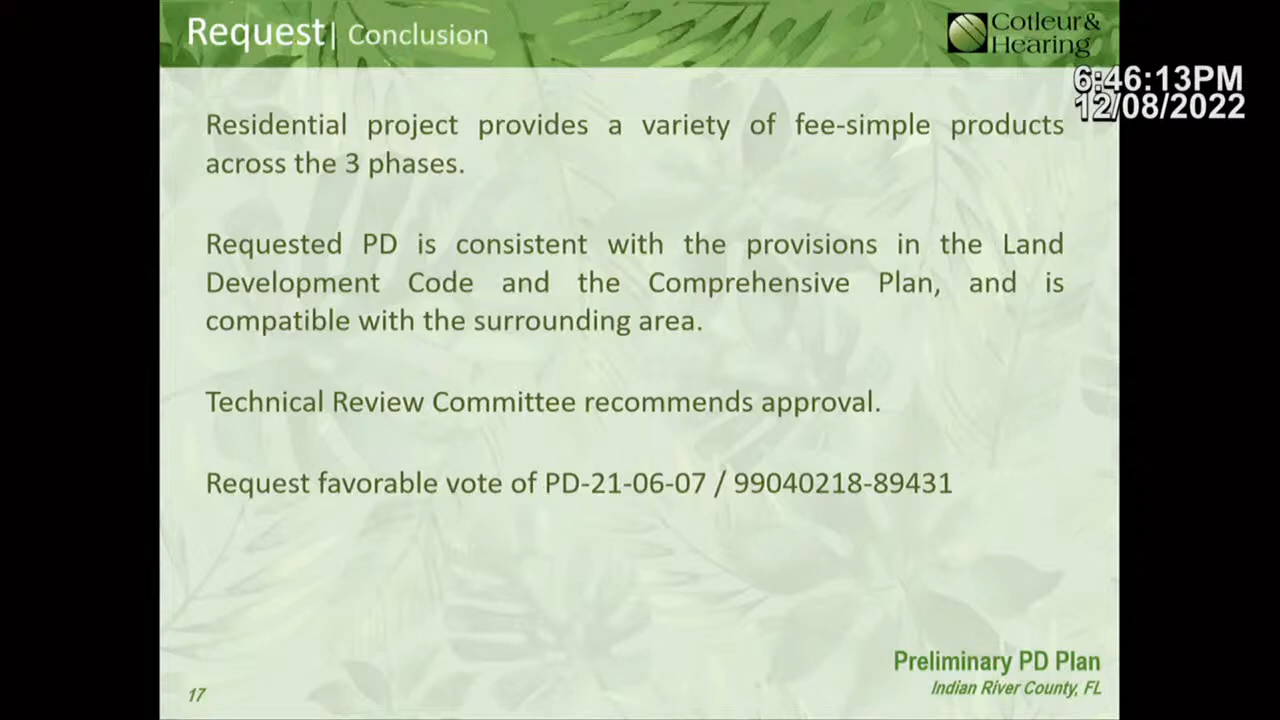 Request| Conclusion
Cotleur&
Hearing
6:46:13PM
12/08/2022
Residential project provides a variety of fee-simple products
across the 3 phases.
Requested PD is consistent with the provisions in the Land
Development Code and the Comprehensive Plan, and is
compatible with the surrounding area.
Technical Review Committee recommends approval.
Request favorable vote of PD-21-06-07 / 99040218-89431
Preliminary PD Plan
Indian River County, FL
17